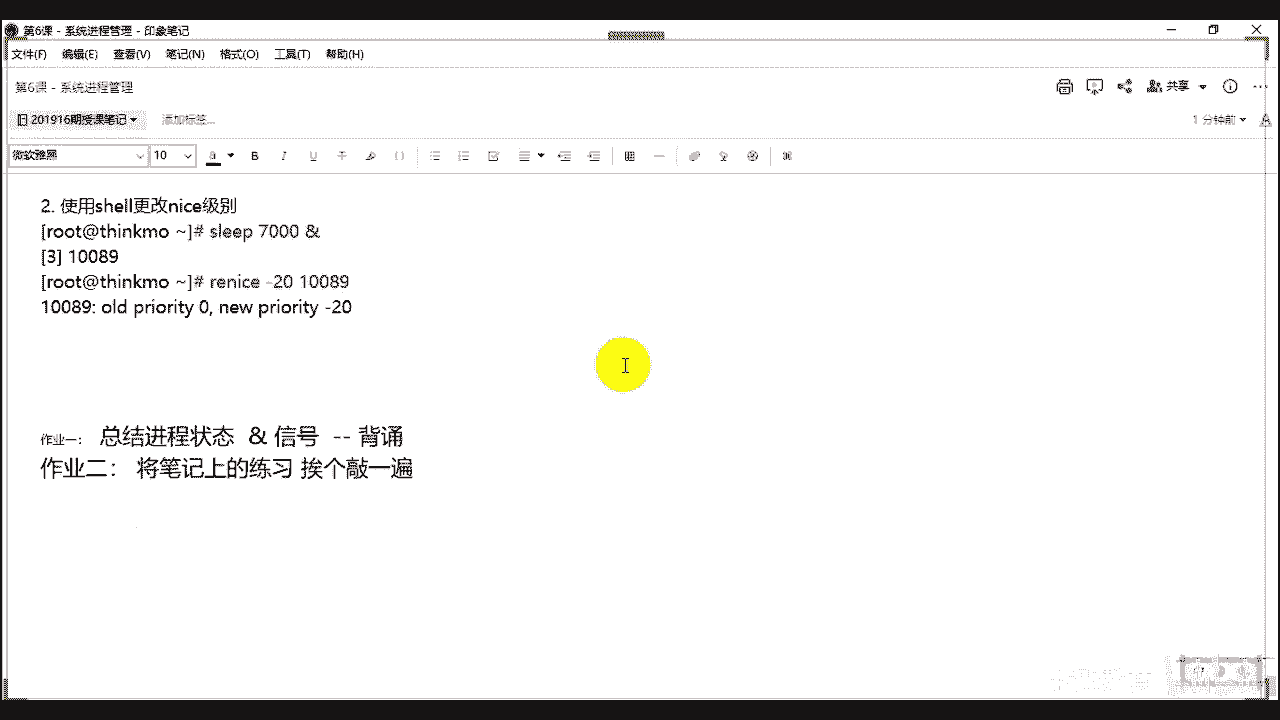 第6课 - 系统进程管理 - 印象笔记
文件(F) 编辑(E) 查看(V) 笔记(N) 格式(O) 工具(T) 帮助(H)
第6课 - 系统进程管理
共享
201916期授课笔记
添加标签...
1 分钟前
微软雅黑 10 a B I U T
2. 使用shell更改nice级别
[root@thinkmo ~]# sleep 7000 &
[3] 10089
[root@thinkmo ~]# renice -20 10089
10089: old priority 0, new priority -20
作业一： 总结进程状态 & 信号 -- 背诵
作业二： 将笔记上的练习 挨个敲一遍